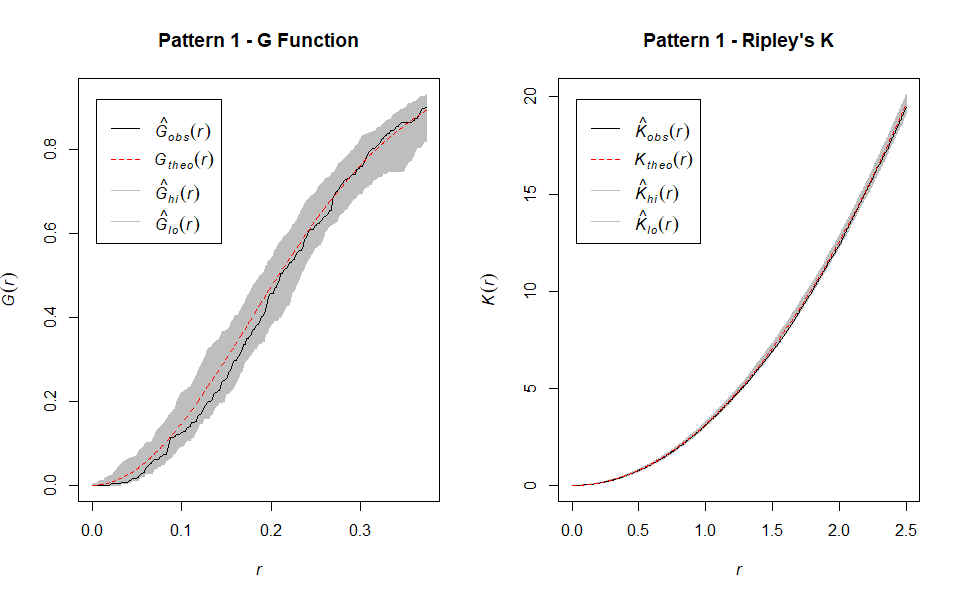 Pattern 1 - G Function
Ĝobs(r)
Gtheo(r)
Ĝhi(r)
Ĝlo(r)
G(r)
0.8
0.6
0.4
0.2
0.0
0.0 0.1 0.2 0.3
r
Pattern 1 - Ripley's K
K̂obs(r)
Ktheo(r)
K̂hi(r)
K̂lo(r)
K(r)
20
15
10
5
0
0.0 0.5 1.0 1.5 2.0 2.5
r